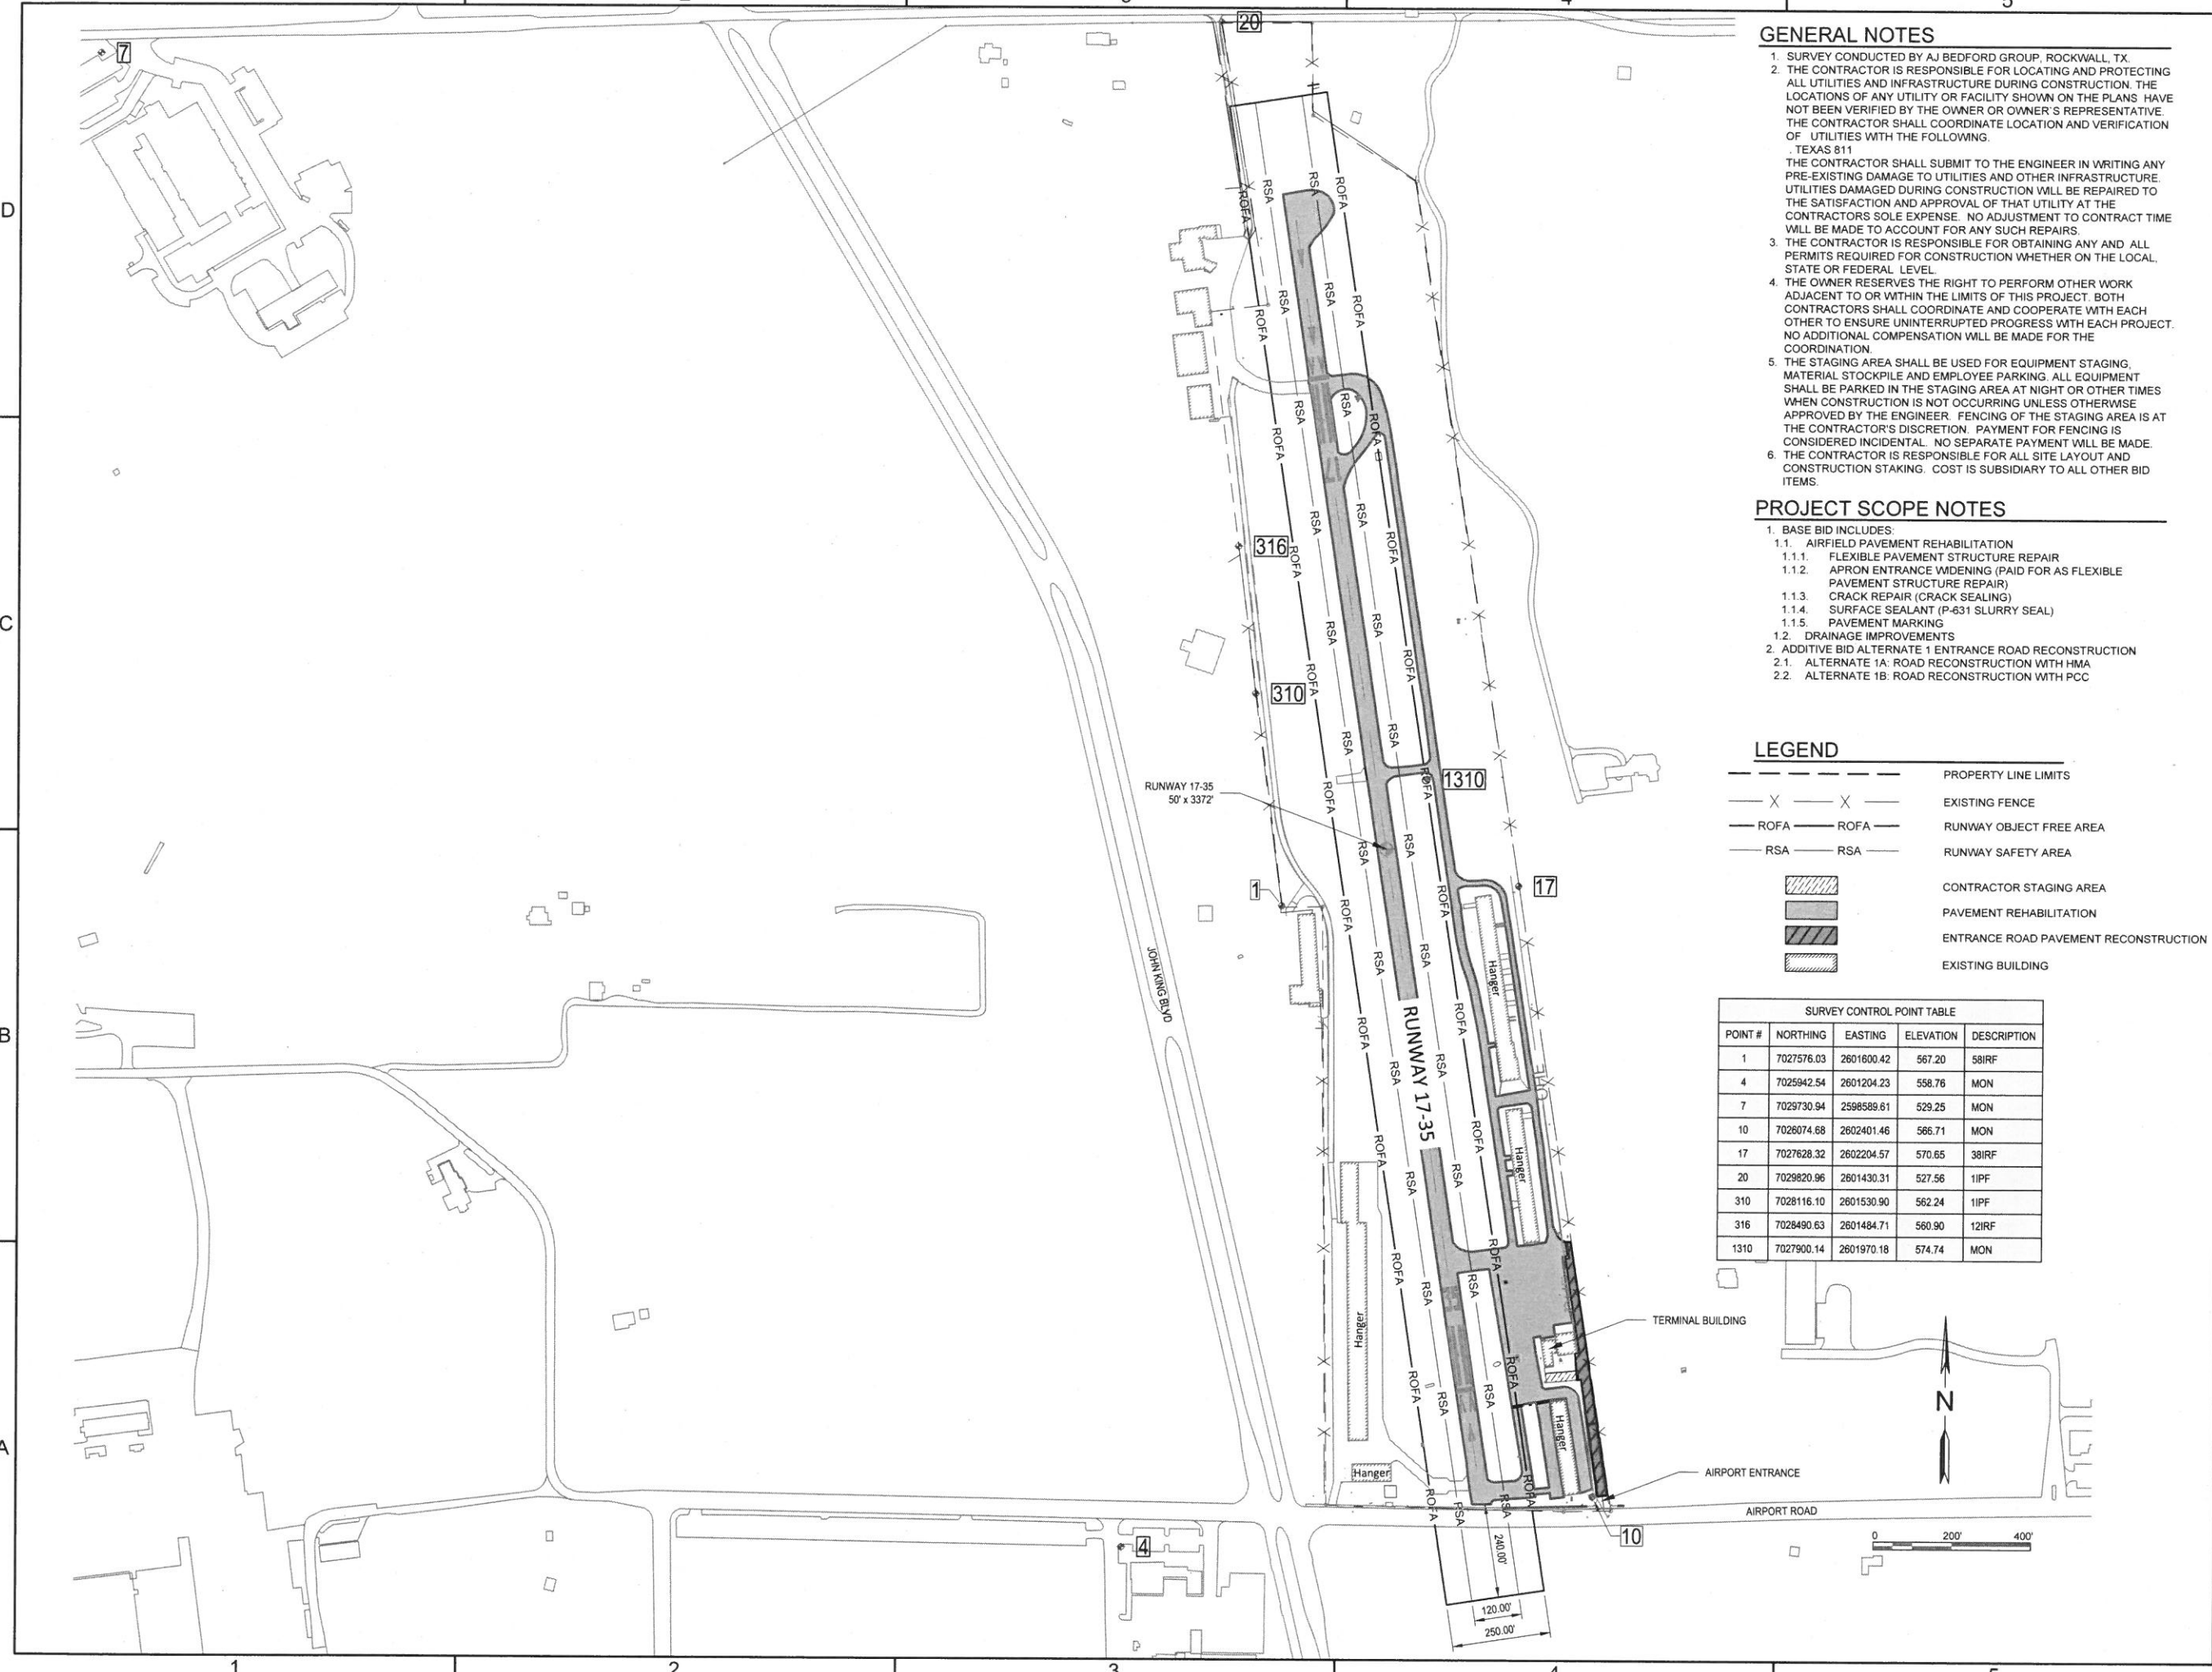 GENERAL NOTES
1. SURVEY CONDUCTED BY AJ BEDFORD GROUP, ROCKWALL, TX.
2. THE CONTRACTOR IS RESPONSIBLE FOR LOCATING AND PROTECTING
ALL UTILITIES AND INFRASTRUCTURE DURING CONSTRUCTION. THE
LOCATIONS OF ANY UTILITY OR FACILITY SHOWN ON THE PLANS HAVE
NOT BEEN VERIFIED BY THE OWNER OR OWNER'S REPRESENTATIVE.
THE CONTRACTOR SHALL COORDINATE LOCATION AND VERIFICATION
OF UTILITIES WITH THE FOLLOWING.
. TEXAS 811
THE CONTRACTOR SHALL SUBMIT TO THE ENGINEER IN WRITING ANY
PRE-EXISTING DAMAGE TO UTILITIES AND OTHER INFRASTRUCTURE.
UTILITIES DAMAGED DURING CONSTRUCTION WILL BE REPAIRED TO
THE SATISFACTION AND APPROVAL OF THAT UTILITY AT THE
CONTRACTORS SOLE EXPENSE. NO ADJUSTMENT TO CONTRACT TIME
WILL BE MADE TO ACCOUNT FOR ANY SUCH REPAIRS.
3. THE CONTRACTOR IS RESPONSIBLE FOR OBTAINING ANY AND ALL
PERMITS REQUIRED FOR CONSTRUCTION WHETHER ON THE LOCAL,
STATE OR FEDERAL LEVEL.
4. THE OWNER RESERVES THE RIGHT TO PERFORM OTHER WORK
ADJACENT TO OR WITHIN THE LIMITS OF THIS PROJECT. BOTH
CONTRACTORS SHALL COORDINATE AND COOPERATE WITH EACH
OTHER TO ENSURE UNINTERRUPTED PROGRESS WITH EACH PROJECT.
NO ADDITIONAL COMPENSATION WILL BE MADE FOR THE
COORDINATION.
5. THE STAGING AREA SHALL BE USED FOR EQUIPMENT STAGING,
MATERIAL STOCKPILE AND EMPLOYEE PARKING. ALL EQUIPMENT
SHALL BE PARKED IN THE STAGING AREA AT NIGHT OR OTHER TIMES
WHEN CONSTRUCTION IS NOT OCCURRING UNLESS OTHERWISE
APPROVED BY THE ENGINEER. FENCING OF THE STAGING AREA IS AT
THE CONTRACTOR'S DISCRETION. PAYMENT FOR FENCING IS
CONSIDERED INCIDENTAL. NO SEPARATE PAYMENT WILL BE MADE.
6. THE CONTRACTOR IS RESPONSIBLE FOR ALL SITE LAYOUT AND
CONSTRUCTION STAKING. COST IS SUBSIDIARY TO ALL OTHER BID
ITEMS.
PROJECT SCOPE NOTES
1. BASE BID INCLUDES:
1.1. AIRFIELD PAVEMENT REHABILITATION
1.1.1. FLEXIBLE PAVEMENT STRUCTURE REPAIR
1.1.2. APRON ENTRANCE WIDENING (PAID FOR AS FLEXIBLE
PAVEMENT STRUCTURE REPAIR)
1.1.3. CRACK REPAIR (CRACK SEALING)
1.1.4. SURFACE SEALANT (P-631 SLURRY SEAL)
1.1.5. PAVEMENT MARKING
1.2. DRAINAGE IMPROVEMENTS
2. ADDITIVE BID ALTERNATE 1 ENTRANCE ROAD RECONSTRUCTION
2.1. ALTERNATE 1A: ROAD RECONSTRUCTION WITH HMA
2.2. ALTERNATE 1B: ROAD RECONSTRUCTION WITH PCC
LEGEND
PROPERTY LINE LIMITS
X X EXISTING FENCE
ROFA ROFA RUNWAY OBJECT FREE AREA
RSA RSA RUNWAY SAFETY AREA
CONTRACTOR STAGING AREA
PAVEMENT REHABILITATION
ENTRANCE ROAD PAVEMENT RECONSTRUCTION
EXISTING BUILDING
SURVEY CONTROL POINT TABLE
POINT # NORTHING EASTING ELEVATION DESCRIPTION
1 7027576.03 2601600.42 567.20 58IRF
4 7025942.54 2601204.23 558.76 MON
7 7029730.94 2598589.61 529.25 MON
10 7026074.68 2602401.46 566.71 MON
17 7027628.32 2602204.57 570.65 38IRF
20 7029820.96 2601430.31 527.56 1IPF
310 7028116.10 2601530.90 562.24 1IPF
316 7028490.63 2601484.71 560.90 12IRF
1310 7027900.14 2601970.18 574.74 MON
7
20
316
310
1310
RUNWAY 17-35
50' x 3372'
1
17
JOHN KING BLVD
RUNWAY 17-35
Hanger
Hanger
Hanger
Hanger
Hanger
TERMINAL BUILDING
AIRPORT ENTRANCE
AIRPORT ROAD
10
4
240.00'
120.00'
250.00'
N
0 200' 400'
D
C
B
A
1 2 3 4 5